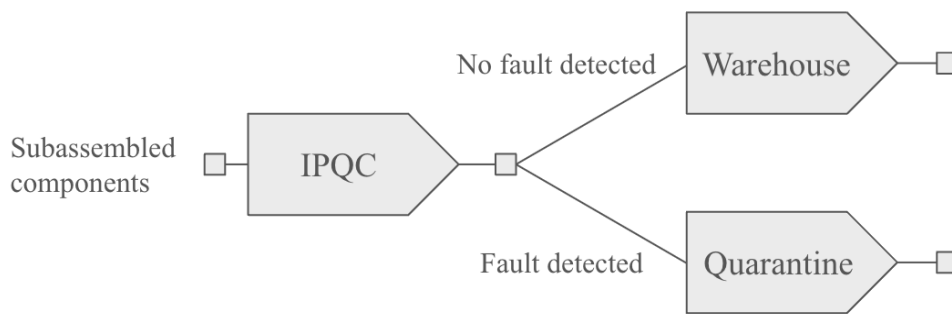 Subassembled
components
IPQC
No fault detected
Warehouse
Fault detected
Quarantine